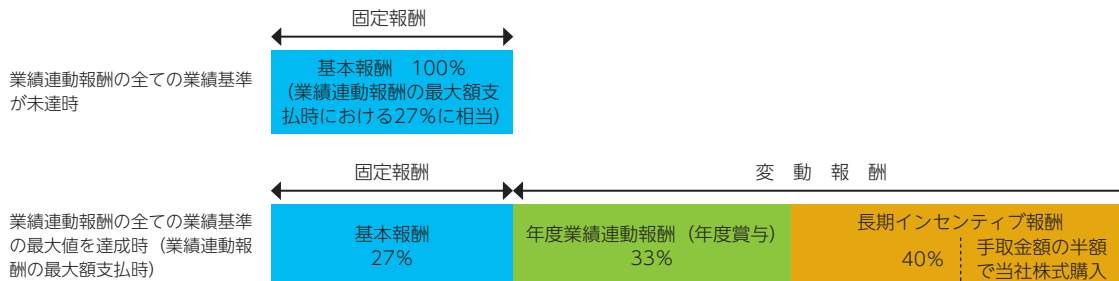 固定報酬
業績連動報酬の全ての業績基準
が未達時
基本報酬　100%
（業績連動報酬の最大額支
払時における27%に相当）
固定報酬
変　動　報　酬
業績連動報酬の全ての業績基準
の最大値を達成時（業績連動報
酬の最大額支払時）
基本報酬
27%
年度業績連動報酬（年度賞与）
33%
長期インセンティブ報酬
40%
手取金額の半額
で当社株式購入